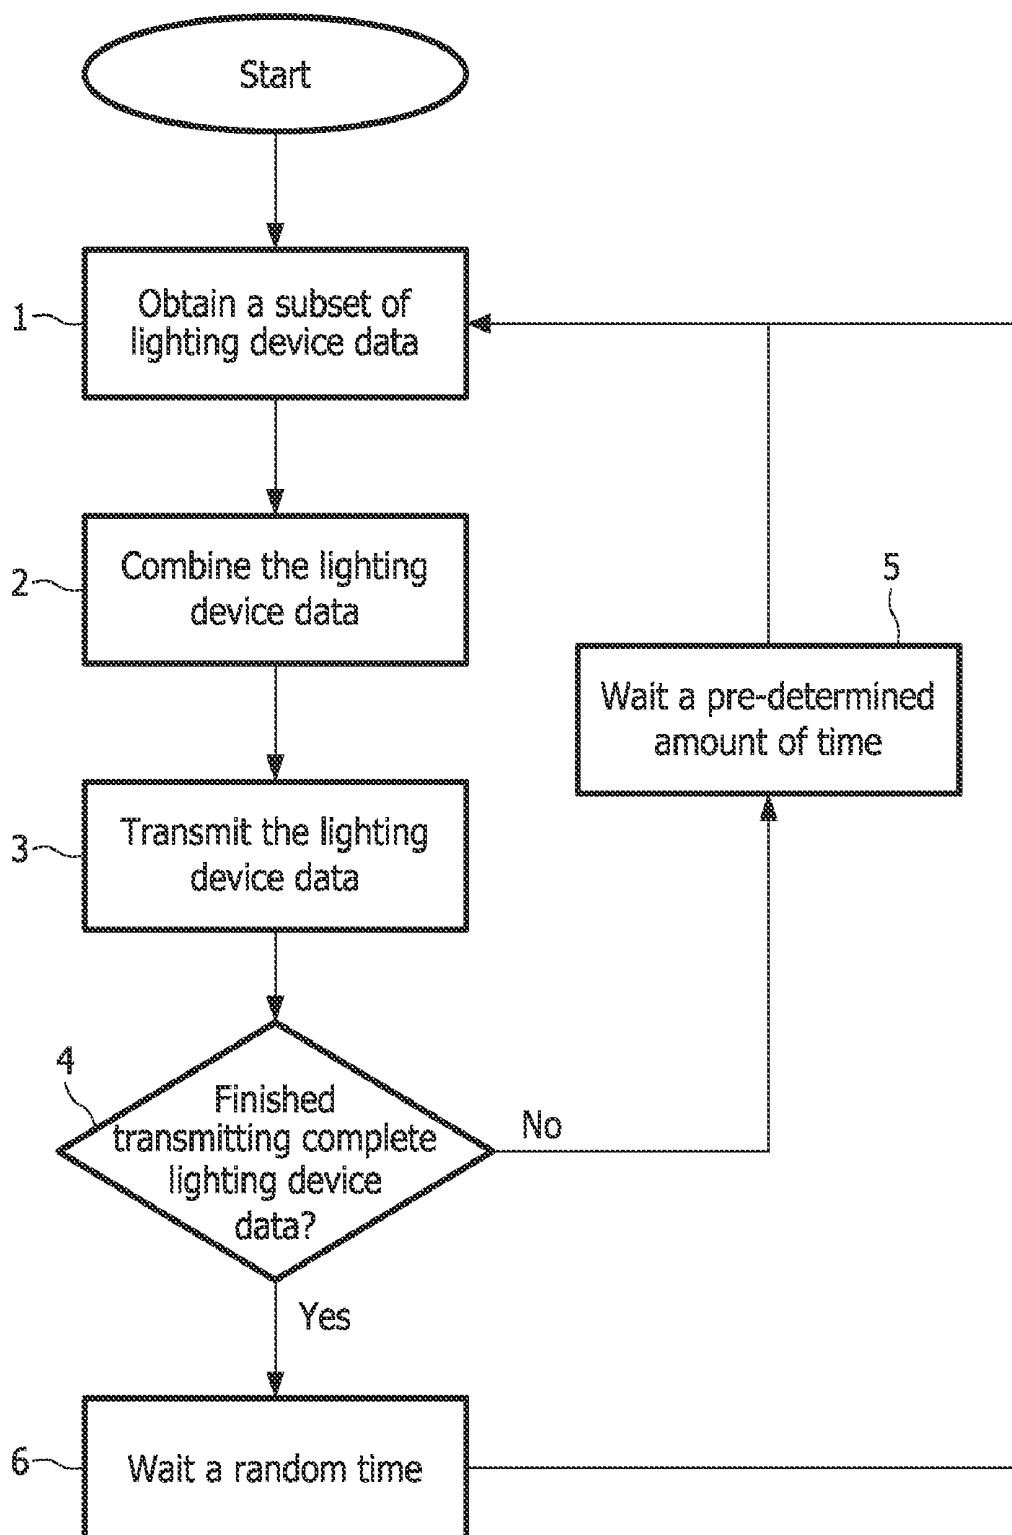 Start
1
Obtain a subset of
lighting device data
2
Combine the lighting
device data
5
Wait a pre-determined
amount of time
3
Transmit the lighting
device data
4
Finished
transmitting complete
lighting device
data?
No
Yes
6
Wait a random time